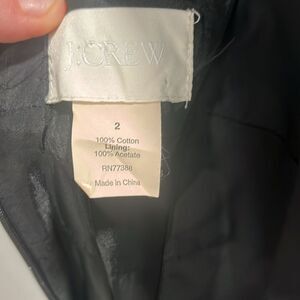 J.CREW
2
100% Cotton
Lining:
100% Acetate
RN77388
Made in China